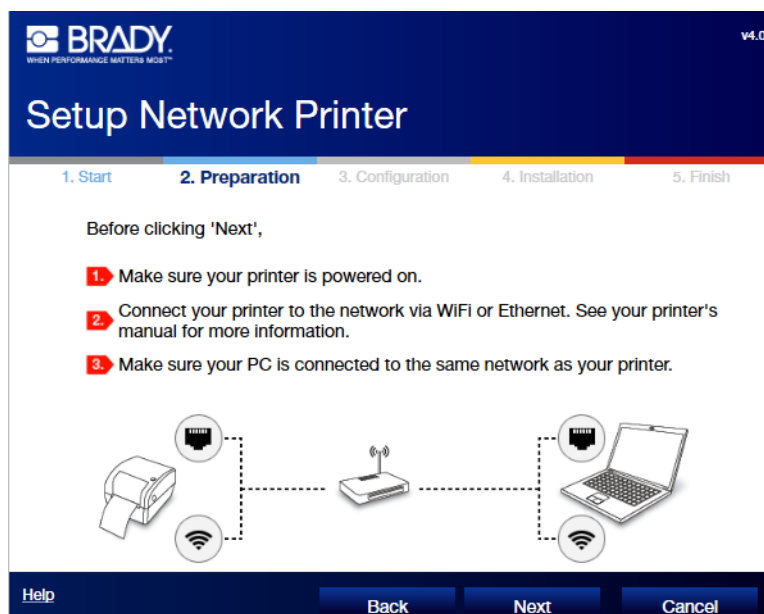 BRADY.
WHEN PERFORMANCE MATTERS MOST™
v4.0
Setup Network Printer
1. Start
2. Preparation
3. Configuration
4. Installation
5. Finish
Before clicking 'Next',
1. Make sure your printer is powered on.
2. Connect your printer to the network via WiFi or Ethernet. See your printer's
manual for more information.
3. Make sure your PC is connected to the same network as your printer.
Help
Back
Next
Cancel